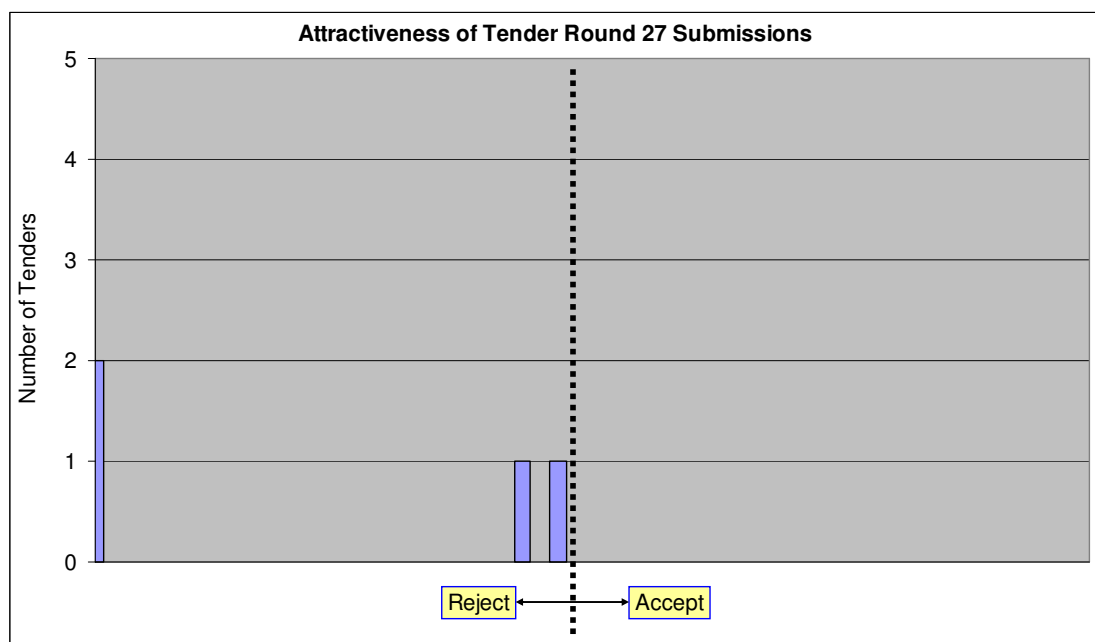 Attractiveness of Tender Round 27 Submissions
Number of Tenders
5
4
3
2
1
0
Reject
Accept